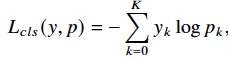 L_{cls}(y, p) = -\sum_{k=0}^{K} y_k \log p_k,